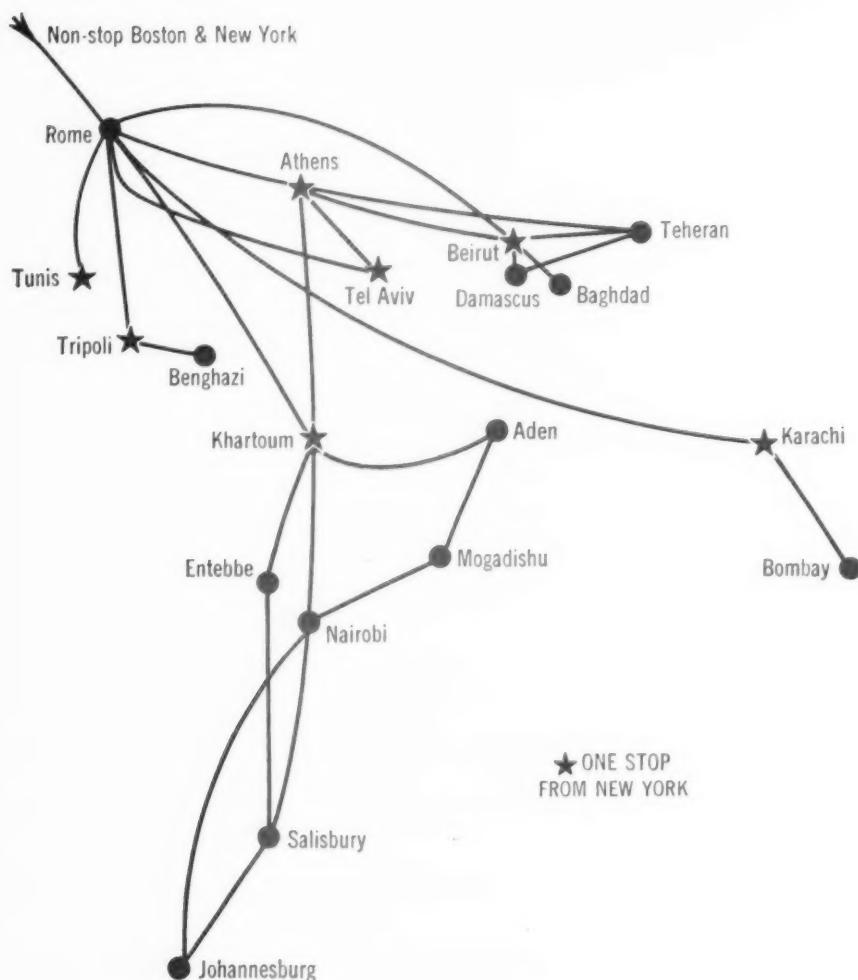 Non-stop Boston & New York
Rome
Athens
Teheran
Beirut
Tunis
Tel Aviv
Damascus
Baghdad
Tripoli
Benghazi
Khartoum
Aden
Karachi
Entebbe
Mogadishu
Bombay
Nairobi
ONE STOP
FROM NEW YORK
Salisbury
Johannesburg